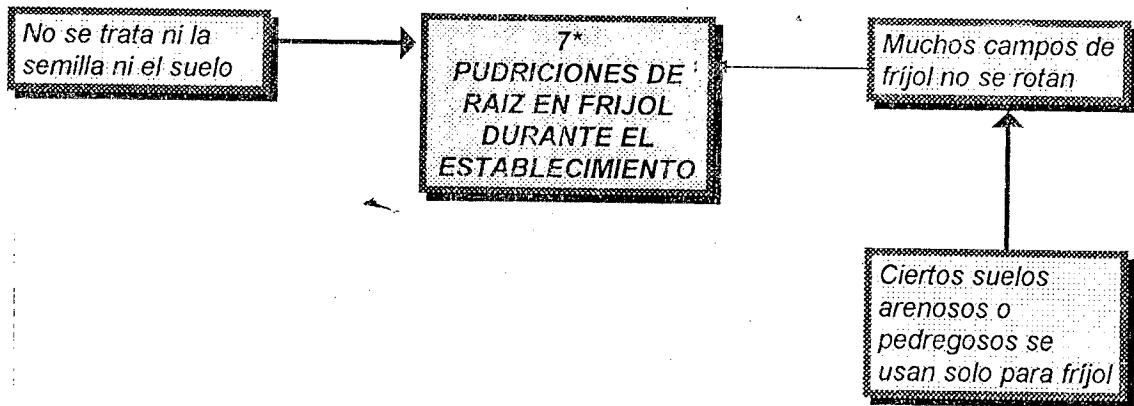 No se trata ni la
semilla ni el suelo
7*
PUDRICIONES DE
RAIZ EN FRIJOL
DURANTE EL
ESTABLECIMIENTO
Muchos campos de
fríjol no se rotan
Ciertos suelos
arenosos o
pedregosos se
usan solo para fríjol